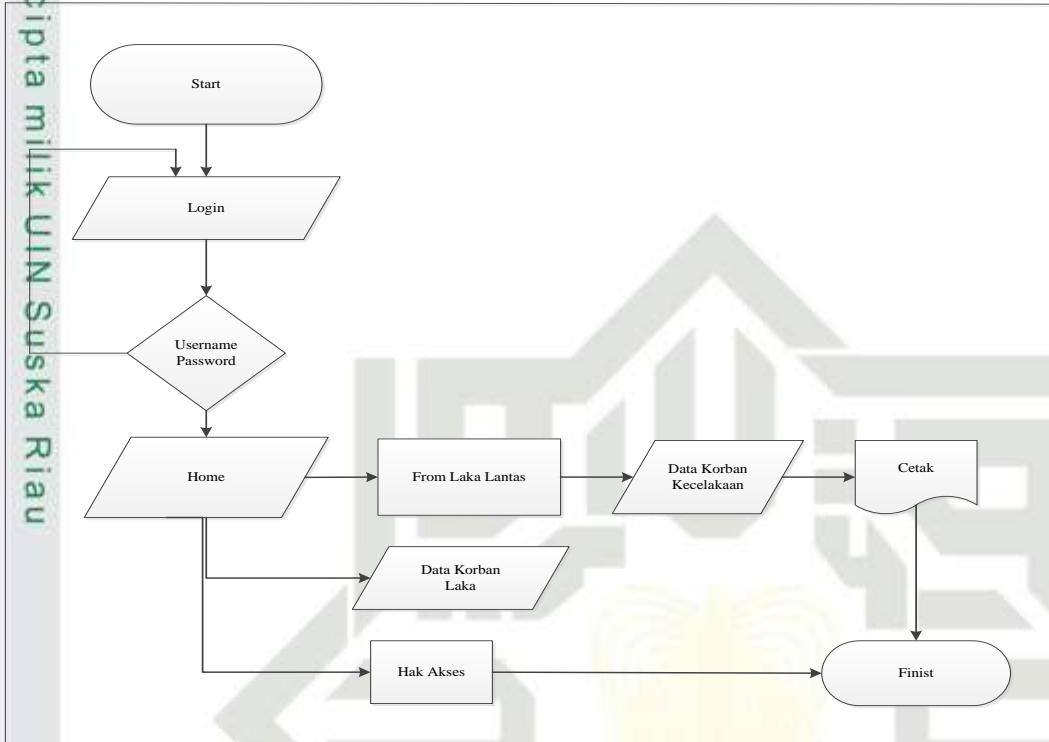 cipta milik UIN Suska Riau
Start
Login
Username
Password
Home
From Laka Lantas
Data Korban
Kecelakaan
Cetak
Data Korban
Laka
Hak Akses
Finist